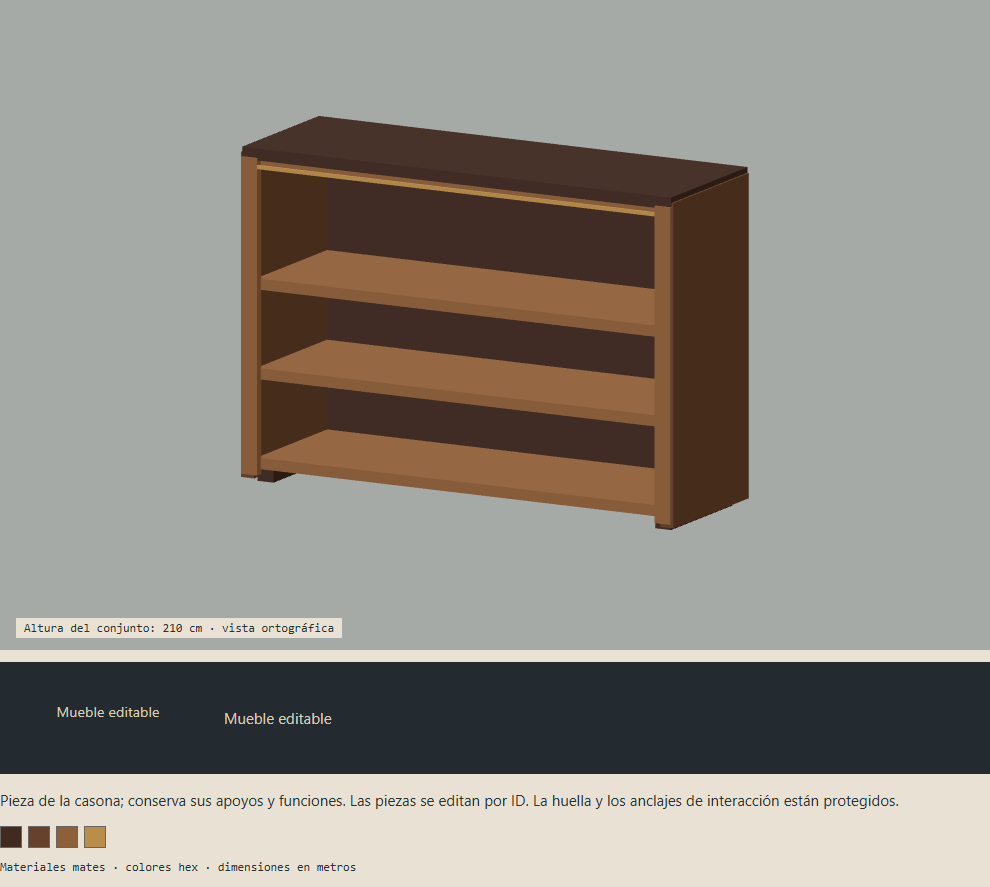 Altura del conjunto: 210 cm · vista ortográfica
Mueble editable
Mueble editable
Pieza de la casona; conserva sus apoyos y funciones. Las piezas se editan por ID. La huella y los anclajes de interacción están protegidos.
Materiales mates · colores hex · dimensiones en metros